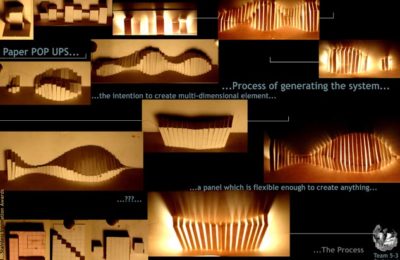 Paper POP UPS...
...Process of generating the system...
...the intention to create multi-dimensional element...
...a panel which is flexible enough to create anything...
...???...
...The Process
Team 5-3